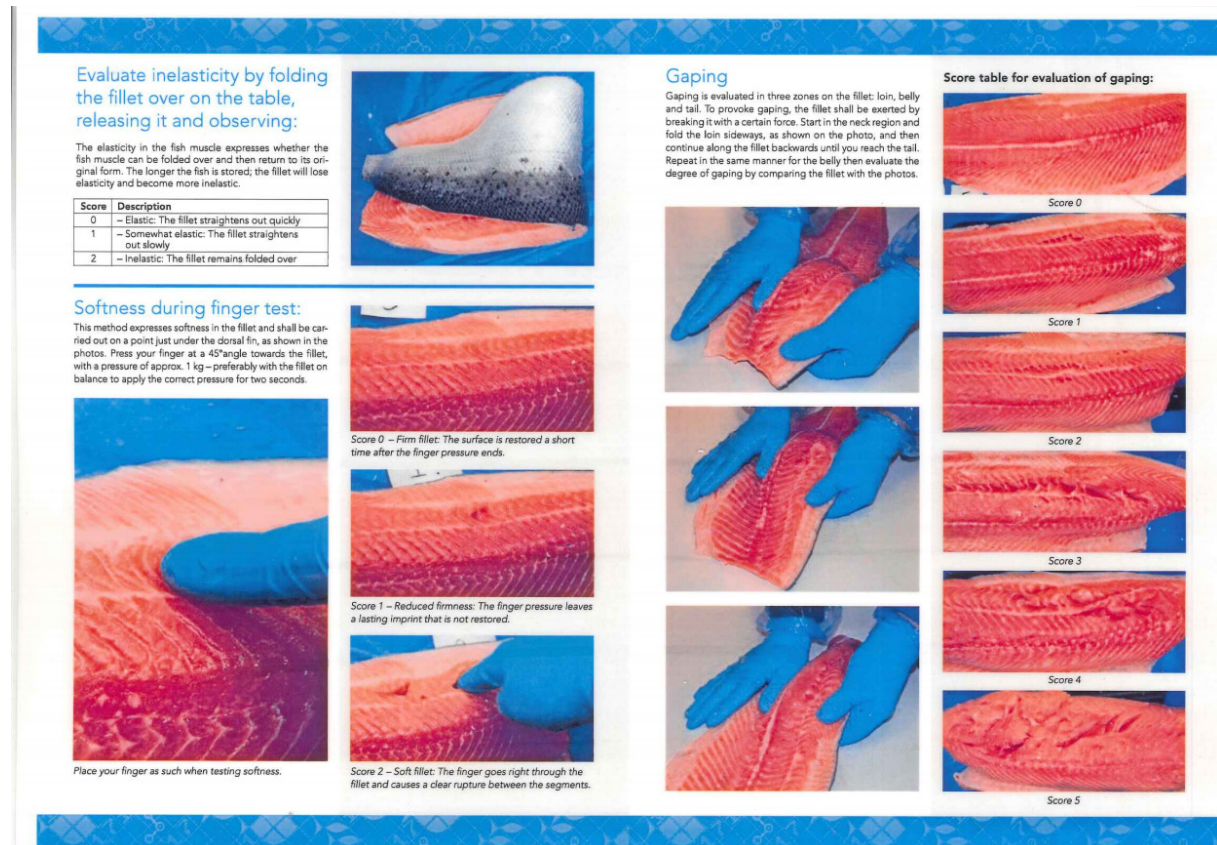 Evaluate inelasticity by folding
the fillet over on the table,
releasing it and observing:
The elasticity in the fish muscle expresses whether the
fish muscle can be folded over and then return to its ori-
ginal form. The longer the fish is stored; the fillet will lose
elasticity and become more inelastic.
Score Description
0 – Elastic: The fillet straightens out quickly
1 – Somewhat elastic: The fillet straightens
out slowly
2 – Inelastic: The fillet remains folded over
Softness during finger test:
This method expresses softness in the fillet and shall be car-
ried out on a point just under the dorsal fin, as shown in the
photos. Press your finger at a 45°angle towards the fillet,
with a pressure of approx. 1 kg – preferably with the fillet on
balance to apply the correct pressure for two seconds.
Place your finger as such when testing softness.
Score 0 – Firm fillet: The surface is restored a short
time after the finger pressure ends.
Score 1 – Reduced firmness: The finger pressure leaves
a lasting imprint that is not restored.
Score 2 – Soft fillet: The finger goes right through the
fillet and causes a clear rupture between the segments.
Gaping
Gaping is evaluated in three zones on the fillet: loin, belly
and tail. To provoke gaping, the fillet shall be exerted by
breaking it with a certain force. Start in the neck region and
fold the loin sideways, as shown on the photo, and then
continue along the fillet backwards until you reach the tail.
Repeat in the same manner for the belly then evaluate the
degree of gaping by comparing the fillet with the photos.
Score table for evaluation of gaping:
Score 0
Score 1
Score 2
Score 3
Score 4
Score 5